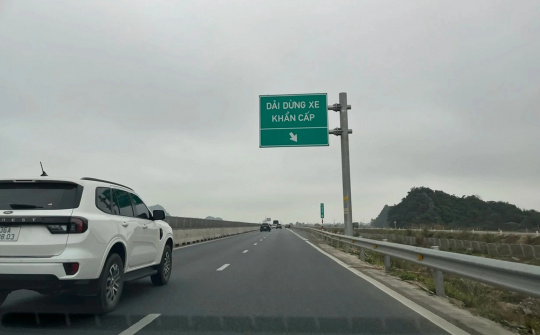 DẢI DỪNG XE
KHẨN CẤP